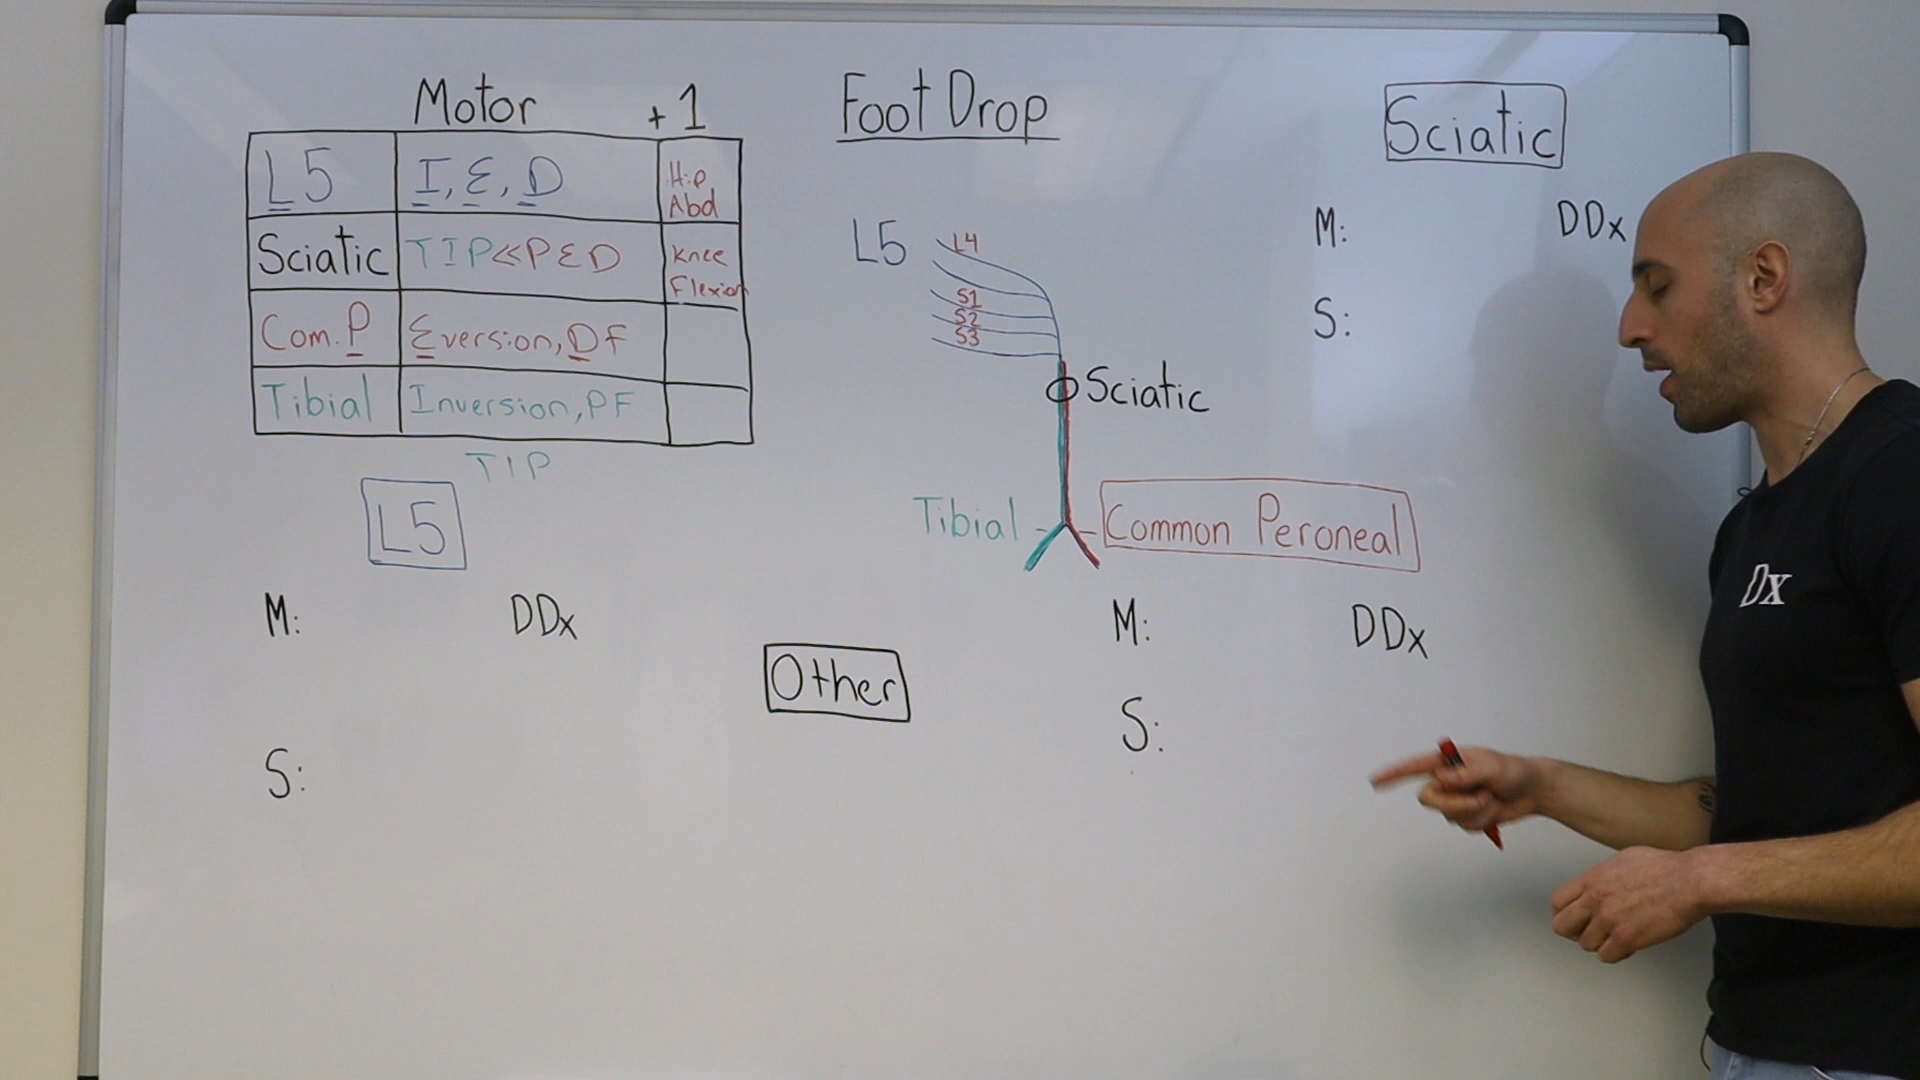 Motor +1
L5 I, E, D Hip
Abd
Sciatic TIP<<PED Knee
Flexion
Com. P Eversion, Df
Tibial Inversion, PF
TIP
L5
M: DDx
S:
Foot Drop
L5 L4
S1
S2
S3
Sciatic
Tibial Common Peroneal
M: DDx
S:
Other
Sciatic
M: DDx
S:
Dx